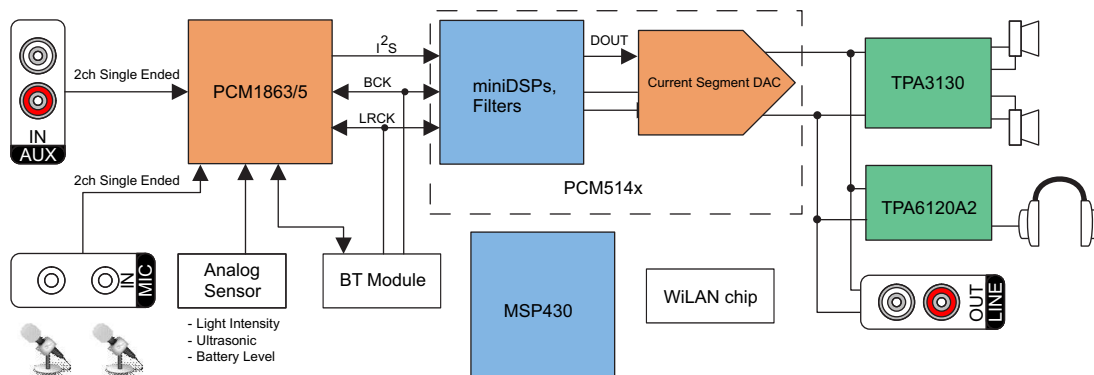 2ch Single Ended
IN
AUX
PCM1863/5
I2S
BCK
LRCK
miniDSPs,
Filters
DOUT
Current Segment DAC
PCM514x
TPA3130
TPA6120A2
2ch Single Ended
IN
MIC
Analog
Sensor
- Light Intensity
- Ultrasonic
- Battery Level
BT Module
MSP430
WiLAN chip
OUT
LINE